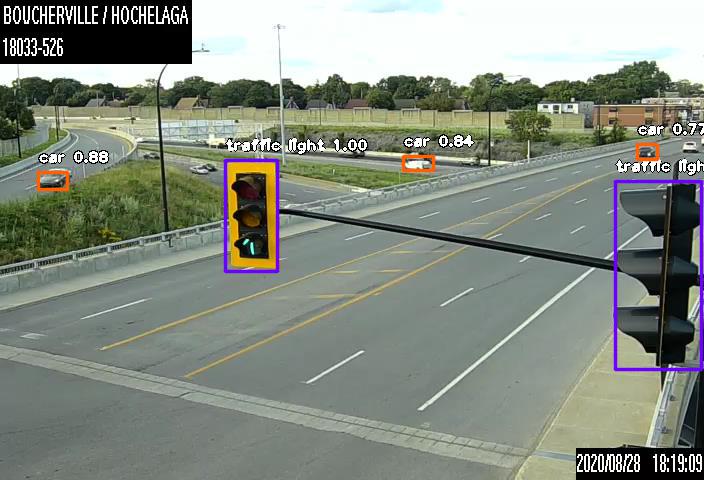 BOUCHERVILLE / HOCHELAGA
18033-526
traffic light 1.00
car 0.84
car 0.77
car 0.88
traffic ligh
2020/08/28 18:19:09